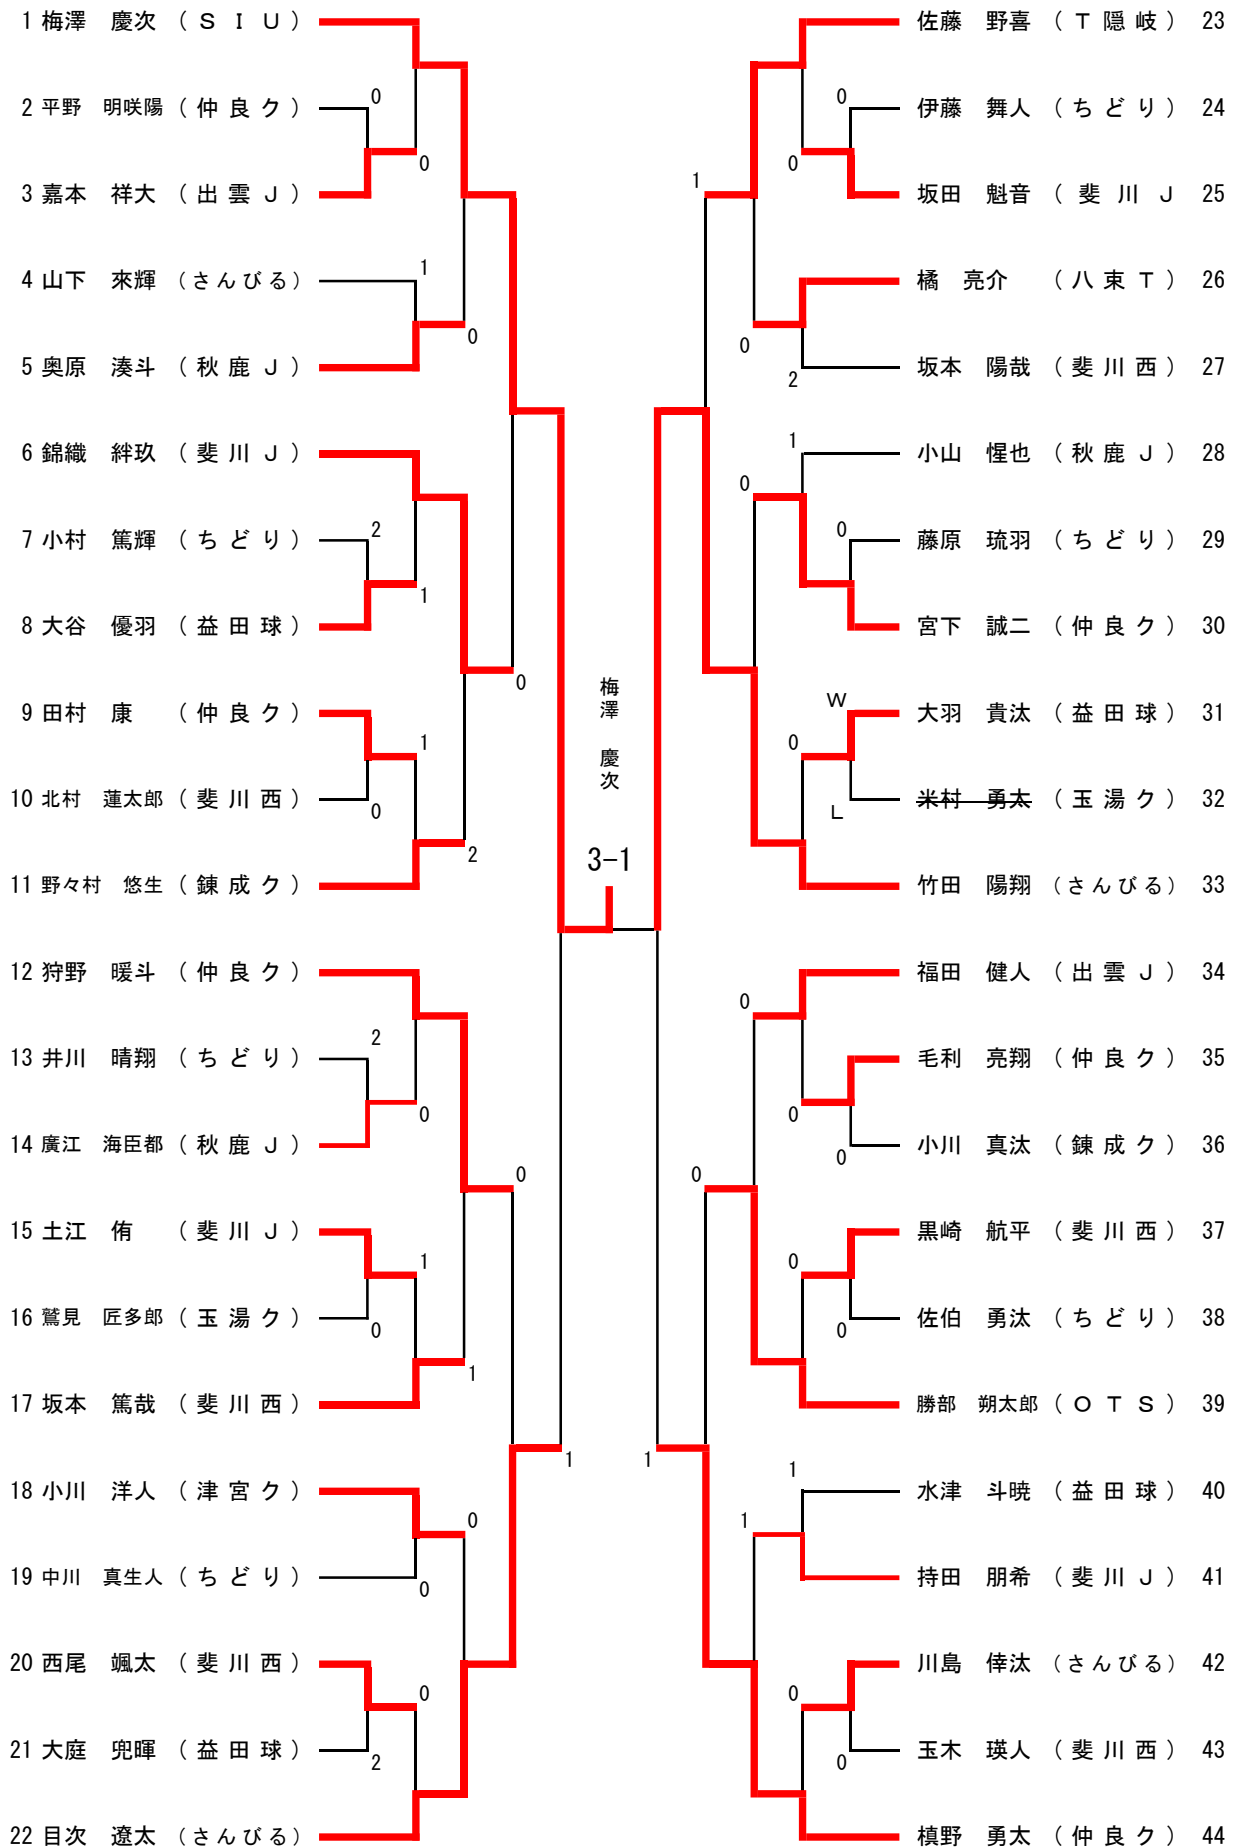 1 梅澤　慶次 （ＳＩＵ）
佐藤　野喜 （Ｔ隠岐） 23
2 平野　明咲陽 （仲良ク）
0
0
伊藤　舞人 （ちどり） 24
0
0
3 嘉本　祥大 （出雲Ｊ）
1
坂田　魁音 （斐川Ｊ 25
4 山下　來輝 （さんびる）
1
橘　亮介 （八束Ｔ） 26
0
0
5 奥原　湊斗 （秋鹿Ｊ）
2
坂本　陽哉 （斐川西） 27
6 錦織　絆玖 （斐川Ｊ）
1
小山　惺也 （秋鹿Ｊ） 28
0
7 小村　篤輝 （ちどり）
2
0
藤原　琉羽 （ちどり） 29
1
8 大谷　優羽 （益田球）
宮下　誠二 （仲良ク） 30
0
梅澤　慶次
9 田村　康 （仲良ク）
W
大羽　貴汰 （益田球） 31
1
0
10 北村　蓮太郎 （斐川西）
0
L
米村　勇太 （玉湯ク） 32
2
3-1
11 野々村　悠生 （錬成ク）
竹田　陽翔 （さんびる） 33
12 狩野　暖斗 （仲良ク）
福田　健人 （出雲Ｊ） 34
0
13 井川　晴翔 （ちどり）
2
毛利　亮翔 （仲良ク） 35
0
0
14 廣江　海臣都 （秋鹿Ｊ）
0
小川　真汰 （錬成ク） 36
0
0
15 土江　侑 （斐川Ｊ）
黒崎　航平 （斐川西） 37
1
0
16 鷲見　匠多郎 （玉湯ク）
0
0
佐伯　勇汰 （ちどり） 38
1
17 坂本　篤哉 （斐川西）
勝部　朔太郎 （ＯＴＳ） 39
1
1
18 小川　洋人 （津宮ク）
1
水津　斗暁 （益田球） 40
0
1
19 中川　真生人 （ちどり）
0
持田　朋希 （斐川Ｊ） 41
20 西尾　颯太 （斐川西）
川島　倖汰 （さんびる） 42
0
0
21 大庭　兜暉 （益田球）
2
0
玉木　瑛人 （斐川西） 43
22 目次　遼太 （さんびる）
槙野　勇太 （仲良ク） 44